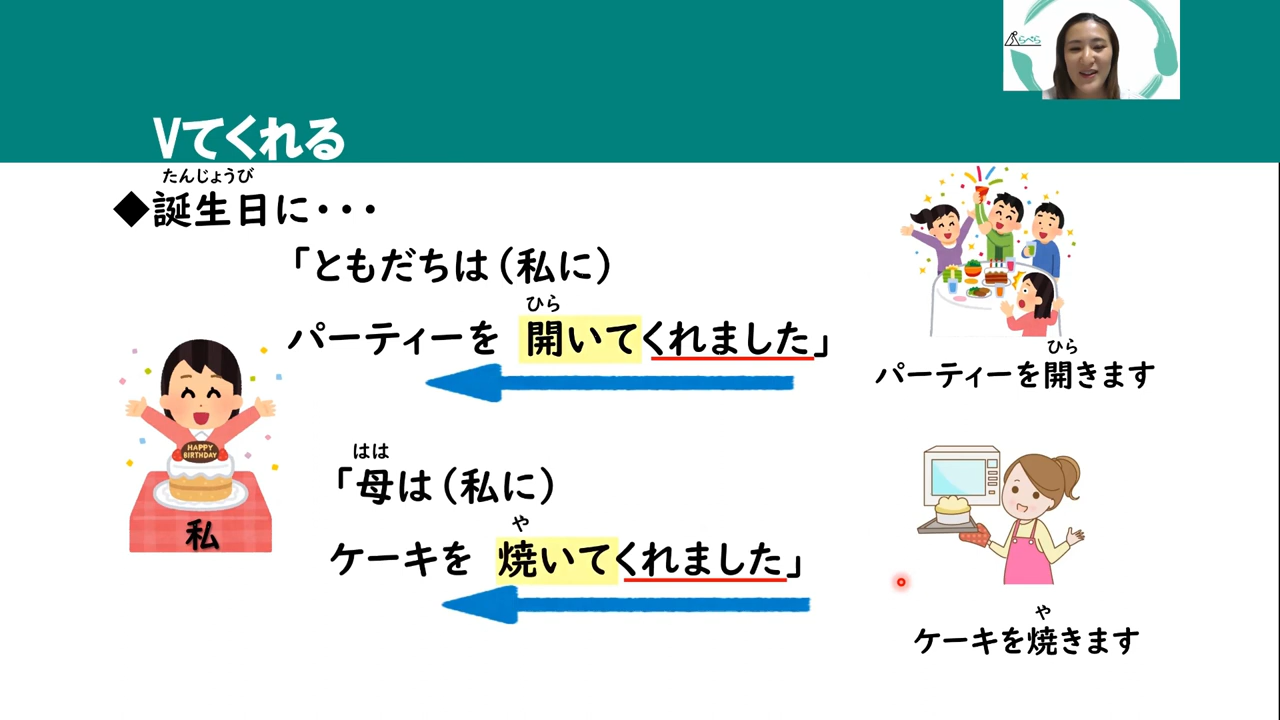 ぺらぺら
Vてくれる
たんじょうび
◆誕生日に・・・
「ともだちは(私に)
ひら
パーティーを 開いてくれました」
ひら
パーティーを開きます
HAPPY
BIRTHDAY
私
はは
「母は(私に)
や
ケーキを 焼いてくれました」
や
ケーキを焼きます